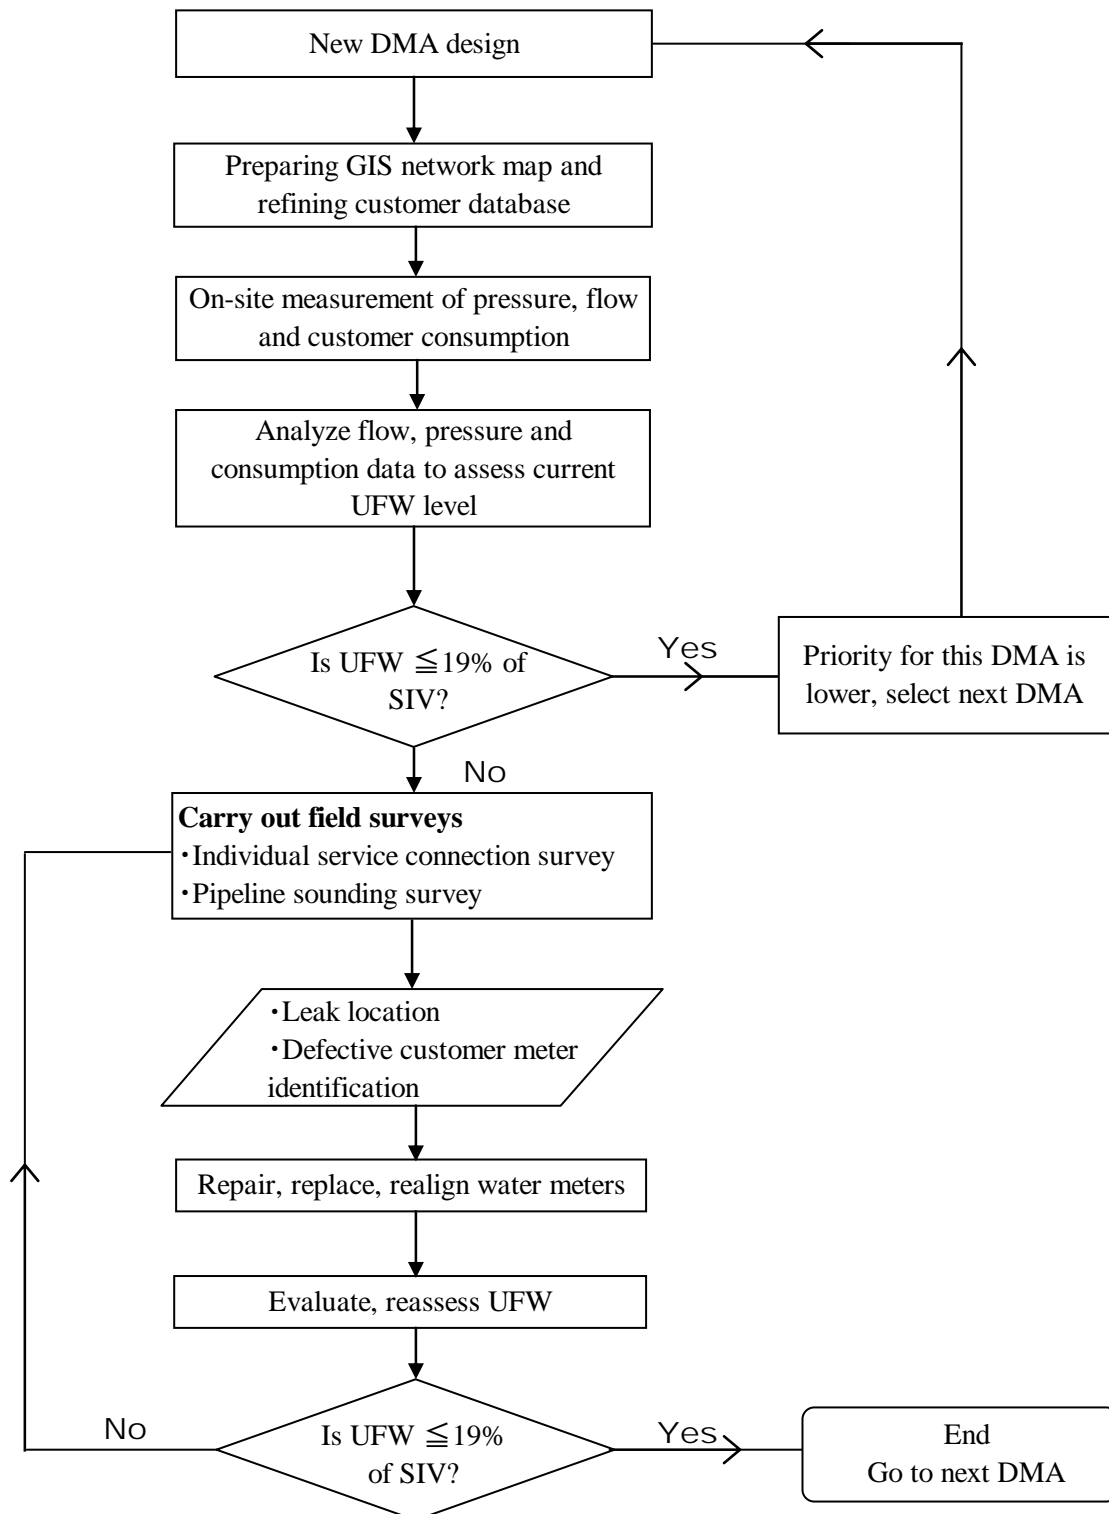 New DMA design
Preparing GIS network map and
refining customer database
On-site measurement of pressure, flow
and customer consumption
Analyze flow, pressure and
consumption data to assess current
UFW level
Is UFW ≦19% of
SIV?
Yes
Priority for this DMA is
lower, select next DMA
No
Carry out field surveys
・Individual service connection survey
・Pipeline sounding survey
・Leak location
・Defective customer meter
identification
Repair, replace, realign water meters
Evaluate, reassess UFW
No
Is UFW ≦19%
of SIV?
Yes
End
Go to next DMA